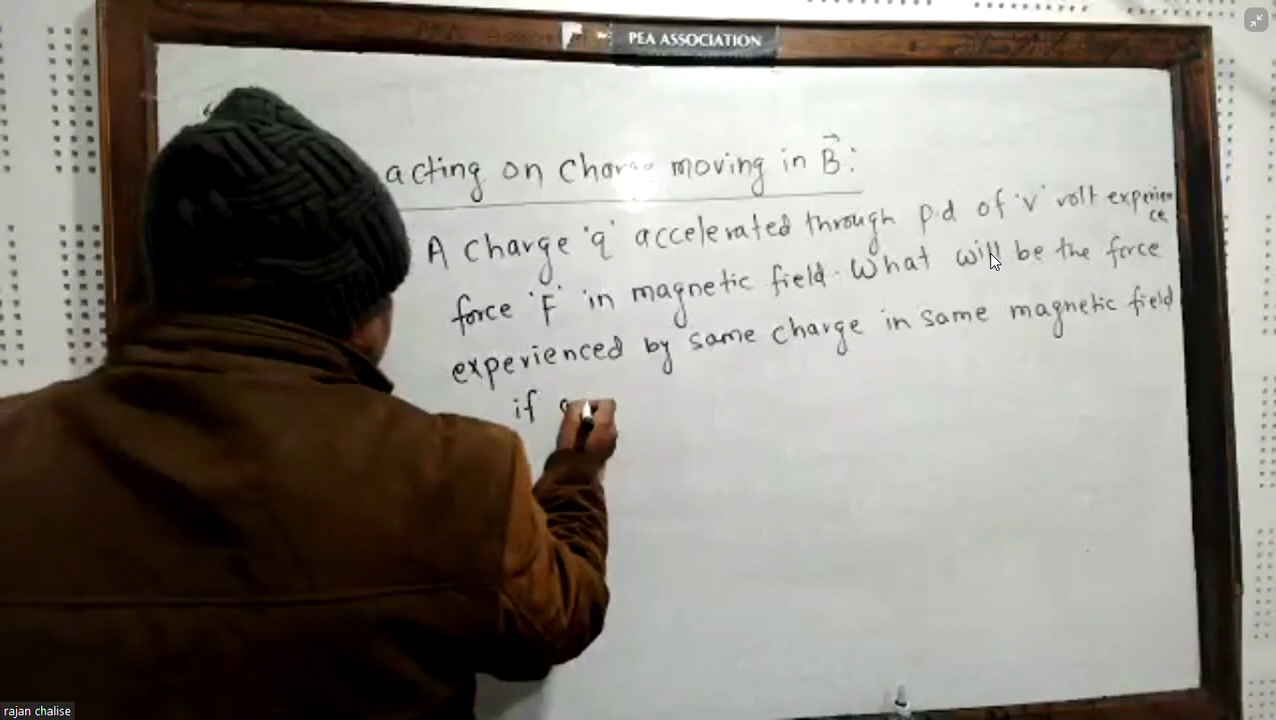 PEA ASSOCIATION
acting on Charge moving in B⃗:
A charge 'q' accelerated through p.d of 'v' volt experience
force 'F' in magnetic field. What will be the force
experienced by same charge in same magnetic field
if
rajan chalise